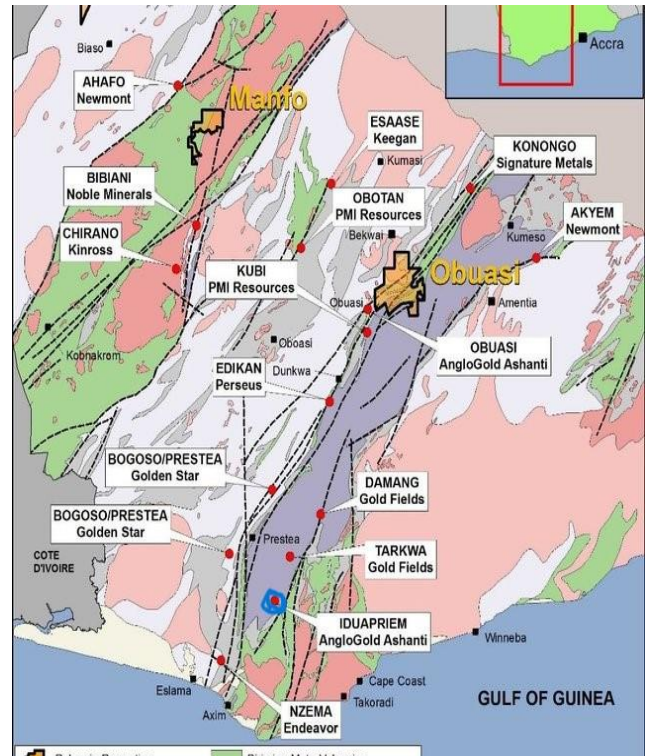 Biaso
Accra
AHAFO
Newmont
Manfo
ESAASE
Keegan
Kumasi
KONONGO
Signature Metals
BIBIANI
Noble Minerals
OBOTAN
PMI Resources
AKYEM
Newmont
Bekwai
Kumeso
CHIRANO
Kinross
KUBI
PMI Resources
Obuasi
Obuasi
Amentia
Kobnakrom
Oboasi
OBUASI
AngloGold Ashanti
EDIKAN
Perseus
Dunkwa
BOGOSO/PRESTEA
Golden Star
DAMANG
Gold Fields
BOGOSO/PRESTEA
Golden Star
Prestea
COTE
D'IVOIRE
TARKWA
Gold Fields
IDUAPRIEM
AngloGold Ashanti
Winneba
Eslama
Cape Coast
Takoradi
GULF OF GUINEA
Axim
NZEMA
Endeavor